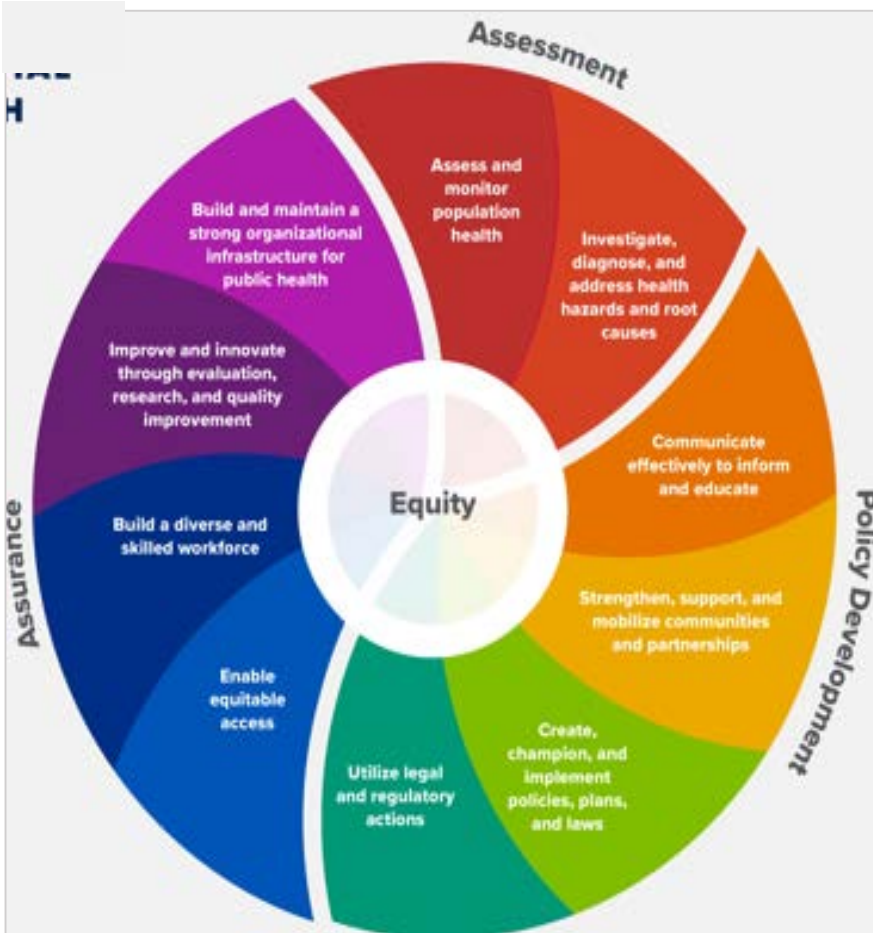 Assessment
Assess and
monitor
population
health
Investigate,
diagnose, and
address health
hazards and root
causes
Policy Development
Communicate
effectively to inform
and educate
Strengthen, support, and
mobilize communities
and partnerships
Create,
champion, and
implement
policies, plans,
and laws
Utilize legal
and regulatory
actions
Assurance
Enable
equitable
access
Build a diverse and
skilled workforce
Improve and innovate
through evaluation,
research, and quality
improvement
Build and maintain a
strong organizational
infrastructure for
public health
Equity